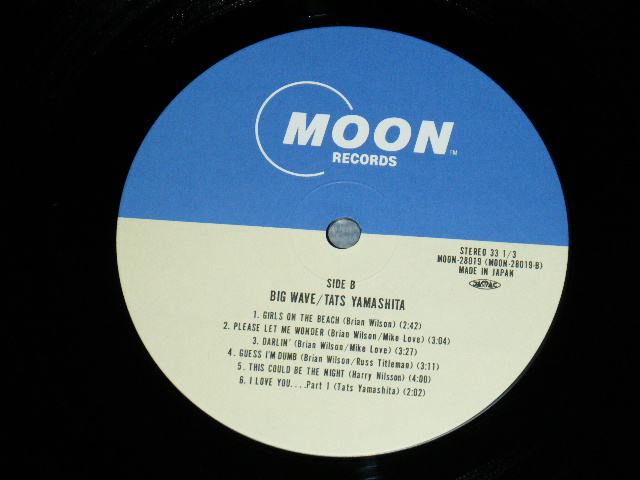 MOON™
RECORDS
STEREO 33 1/3
MOON-28019 (MOON-28019-B)
MADE IN JAPAN
SIDE B
BIG WAVE/TATS YAMASHITA
1. GIRLS ON THE BEACH (Brian Wilson) (2:42)
2. PLEASE LET ME WONDER (Brian Wilson/Mike Love) (3:04)
3. DARLIN' (Brian Wilson/Mike Love) (3:27)
4. GUESS I'M DUMB (Brian Wilson/Russ Titleman) (3:11)
5. THIS COULD BE THE NIGHT (Harry Nilsson) (4:00)
6. I LOVE YOU....Part 1 (Tats Yamashita) (2:02)